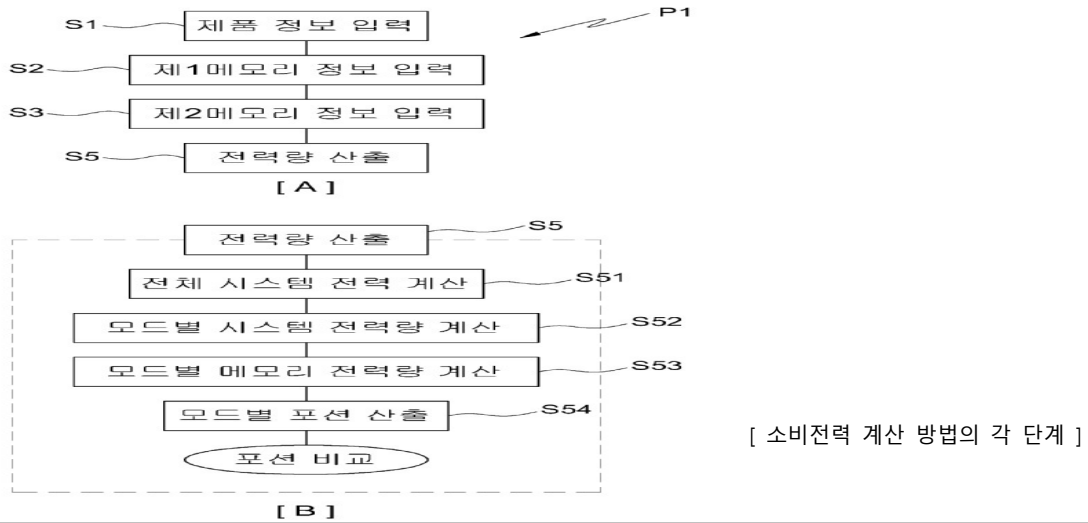 P1
S1 제품 정보 입력
S2 제1메모리 정보 입력
S3 제2메모리 정보 입력
S5 전력량 산출
[ A ]
전력량 산출 S5
전체 시스템 전력 계산 S51
모드별 시스템 전력량 계산 S52
모드별 메모리 전력량 계산 S53
모드별 포션 산출 S54
포션 비교
[ 소비전력 계산 방법의 각 단계 ]
[ B ]